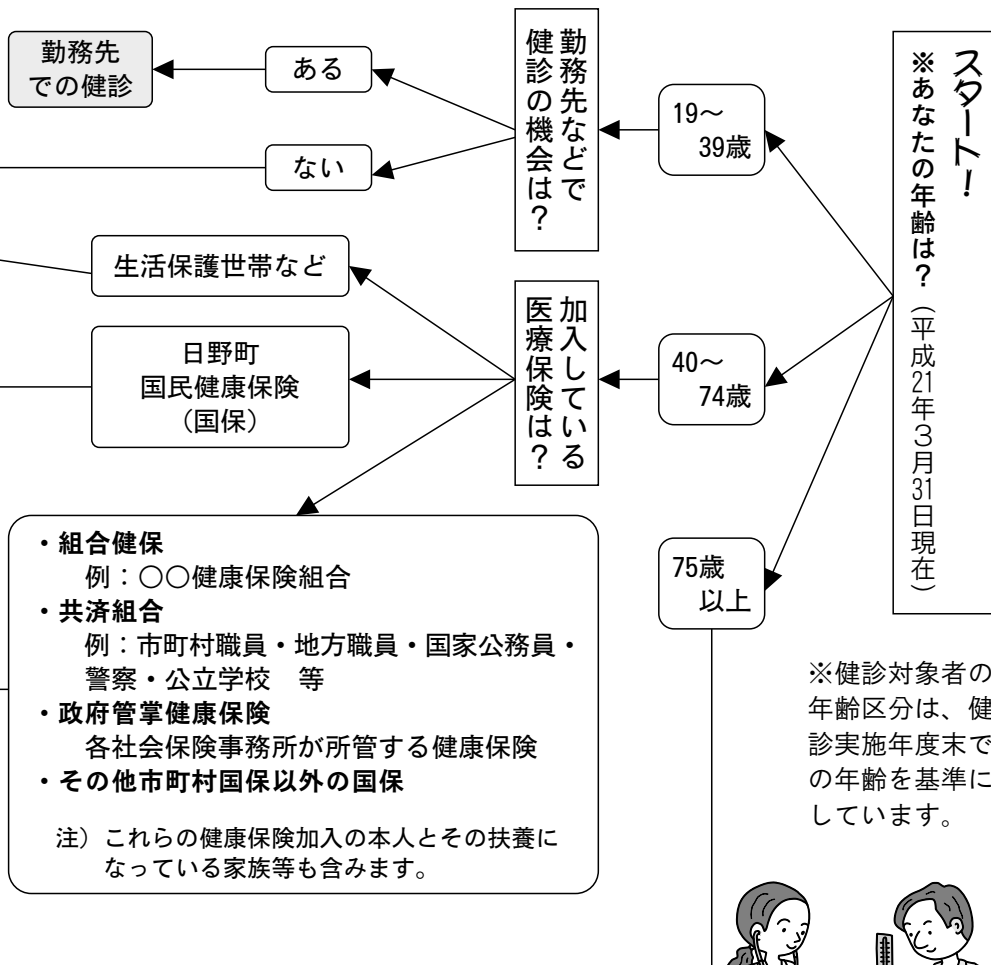 スタート！
※あなたの年齢は？（平成21年３月31日現在）
19～
39歳
40～
74歳
75歳
以上
勤務先などで
健診の機会は？
ある
ない
勤務先
での健診
加入している
医療保険は？
生活保護世帯など
日野町
国民健康保険
（国保）
・組合健保
例：〇〇健康保険組合
・共済組合
例：市町村職員・地方職員・国家公務員・
警察・公立学校　等
・政府管掌健康保険
各社会保険事務所が所管する健康保険
・その他市町村国保以外の国保
注）これらの健康保険加入の本人とその扶養に
なっている家族等も含みます。
※健診対象者の
年齢区分は、健
診実施年度末で
の年齢を基準に
しています。